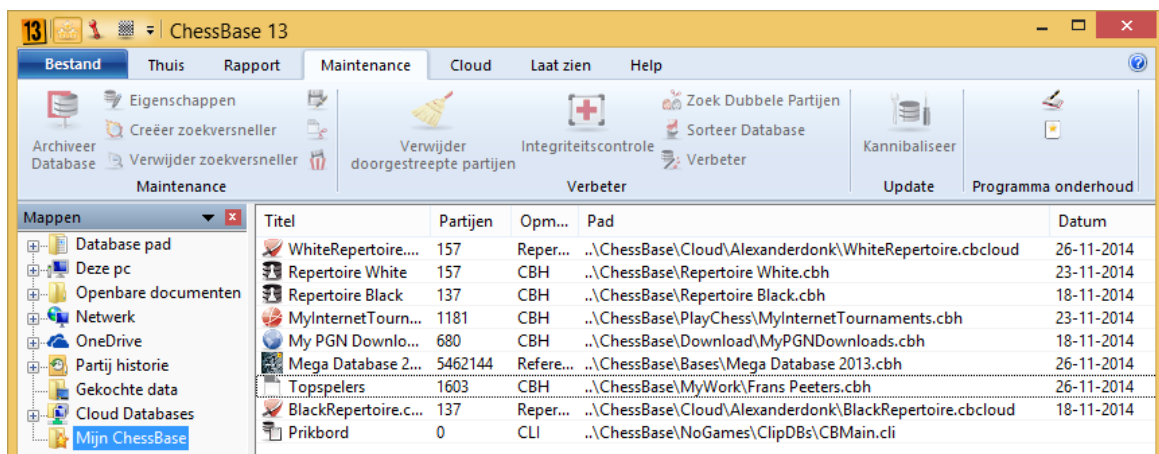 13 ChessBase 13
Bestand Thuis Rapport Maintenance Cloud Laat zien Help
Archiveer Database
Eigenschappen
Creëer zoekversneller
Verwijder zoekversneller
Maintenance
Verwijder doorgestreepte partijen
Integriteitscontrole
Zoek Dubbele Partijen
Sorteer Database
Verbeter
Verbeter
Kannibaliseer
Update
Programma onderhoud
Mappen
Database pad
Deze pc
Openbare documenten
Netwerk
OneDrive
Partij historie
Gekochte data
Cloud Databases
Mijn ChessBase
Titel Partijen Opm... Pad Datum
WhiteRepertoire.... 157 Reper... ..\ChessBase\Cloud\Alexanderdonk\WhiteRepertoire.cbcloud 26-11-2014
Repertoire White 157 CBH ..\ChessBase\Repertoire White.cbh 23-11-2014
Repertoire Black 137 CBH ..\ChessBase\Repertoire Black.cbh 18-11-2014
MyInternetTourn... 1181 CBH ..\ChessBase\PlayChess\MyInternetTournaments.cbh 23-11-2014
My PGN Downlo... 680 CBH ..\ChessBase\Download\MyPGNDownloads.cbh 18-11-2014
Mega Database 2... 5462144 Refere... ..\ChessBase\Bases\Mega Database 2013.cbh 26-11-2014
Topspelers 1603 CBH ..\ChessBase\MyWork\Frans Peeters.cbh 26-11-2014
BlackRepertoire.c... 137 Reper... ..\ChessBase\Cloud\Alexanderdonk\BlackRepertoire.cbcloud 18-11-2014
Prikbord 0 CLI ..\ChessBase\NoGames\ClipDBs\CBMain.cli